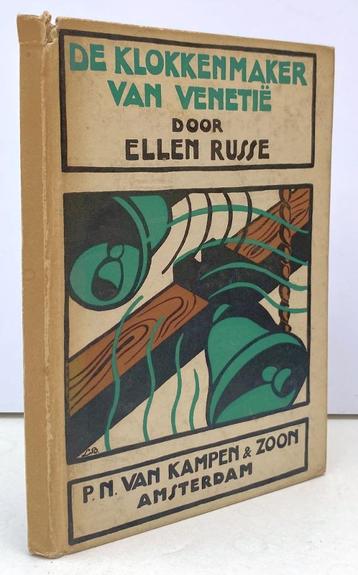 DE KLOKKENMAKER
VAN VENETIË
DOOR
ELLEN RUSSE
P.N. VAN KAMPEN & ZOON
AMSTERDAM